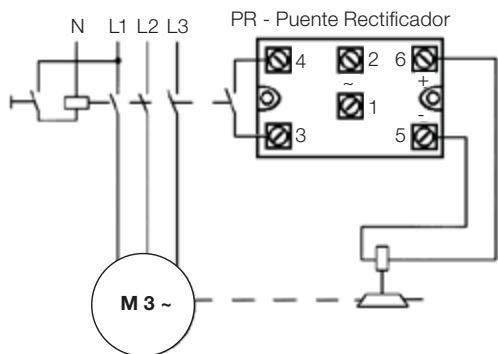 PR - Puente Rectificador
N L1 L2 L3
4 2 6
~ +
1 -
3 5
M 3 ~